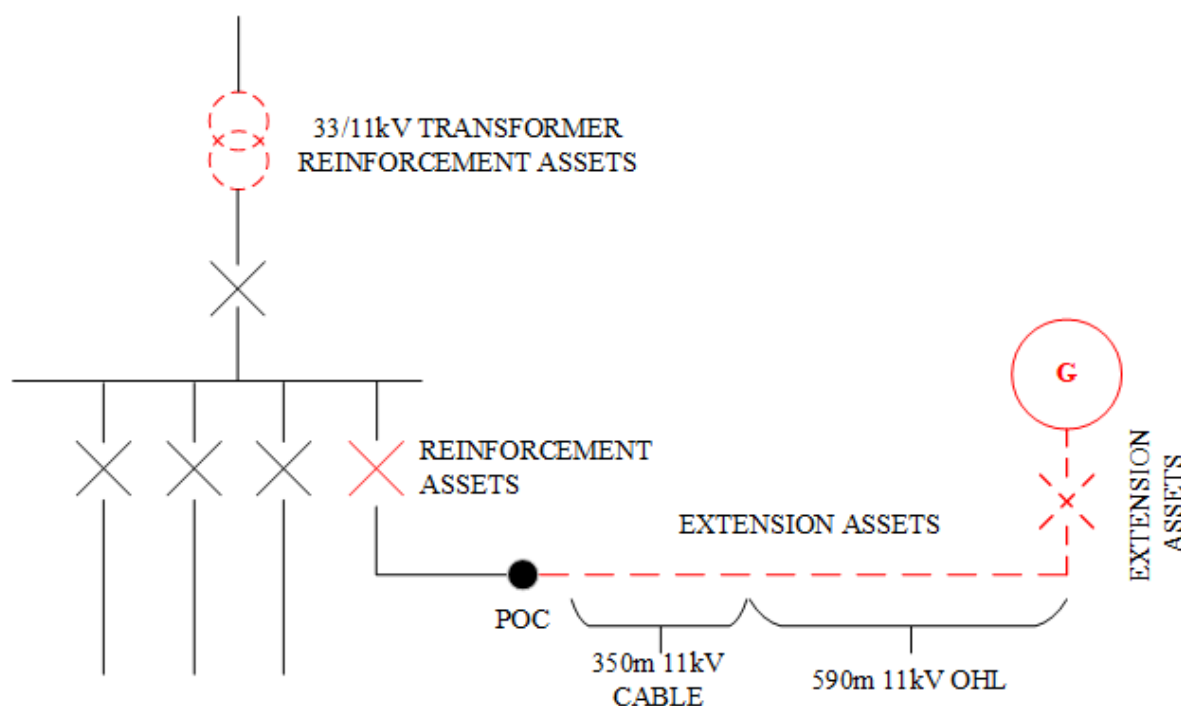 33/11kV TRANSFORMER
REINFORCEMENT ASSETS
G
REINFORCEMENT
ASSETS
EXTENSION ASSETS
EXTENSION
ASSETS
POC
350m 11kV
CABLE
590m 11kV OHL